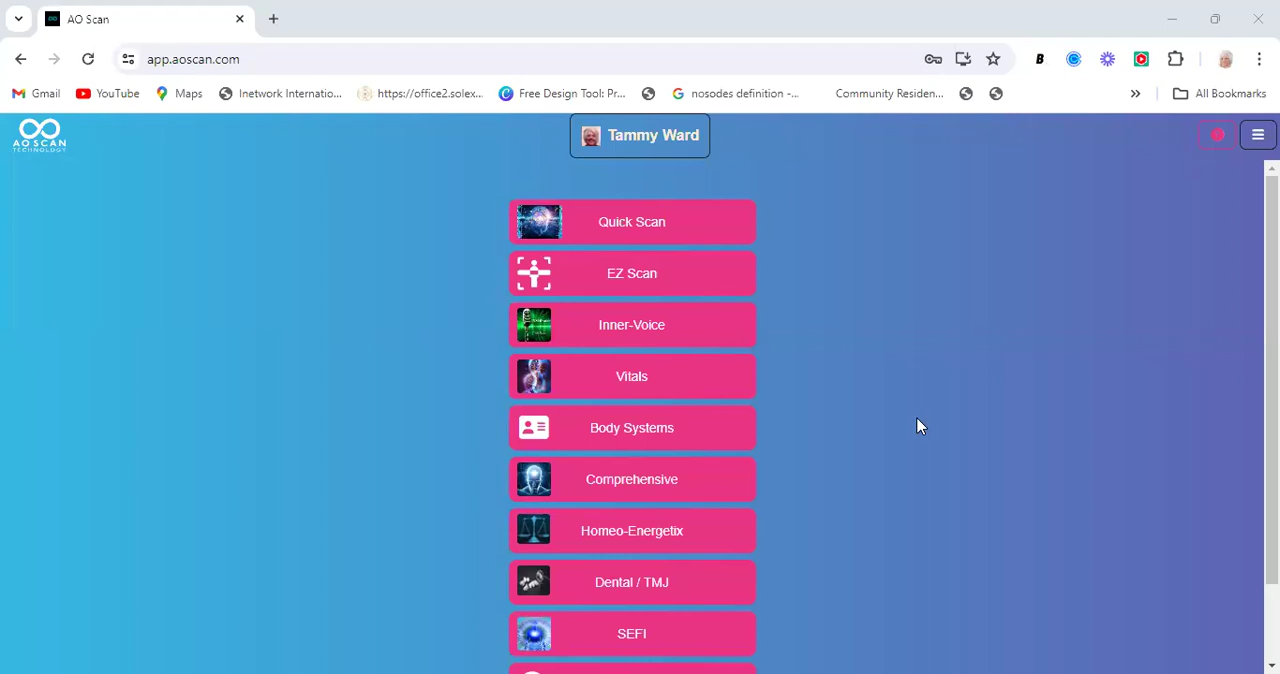 AO Scan
app.aoscan.com
Gmail
YouTube
Maps
Inetwork Internatio...
https://office2.solex...
Free Design Tool: Pr...
nosodes definition -...
Community Residen...
All Bookmarks
AO SCAN
TECHNOLOGY
Tammy Ward
Quick Scan
EZ Scan
Inner-Voice
Vitals
Body Systems
Comprehensive
Homeo-Energetix
Dental / TMJ
SEFI